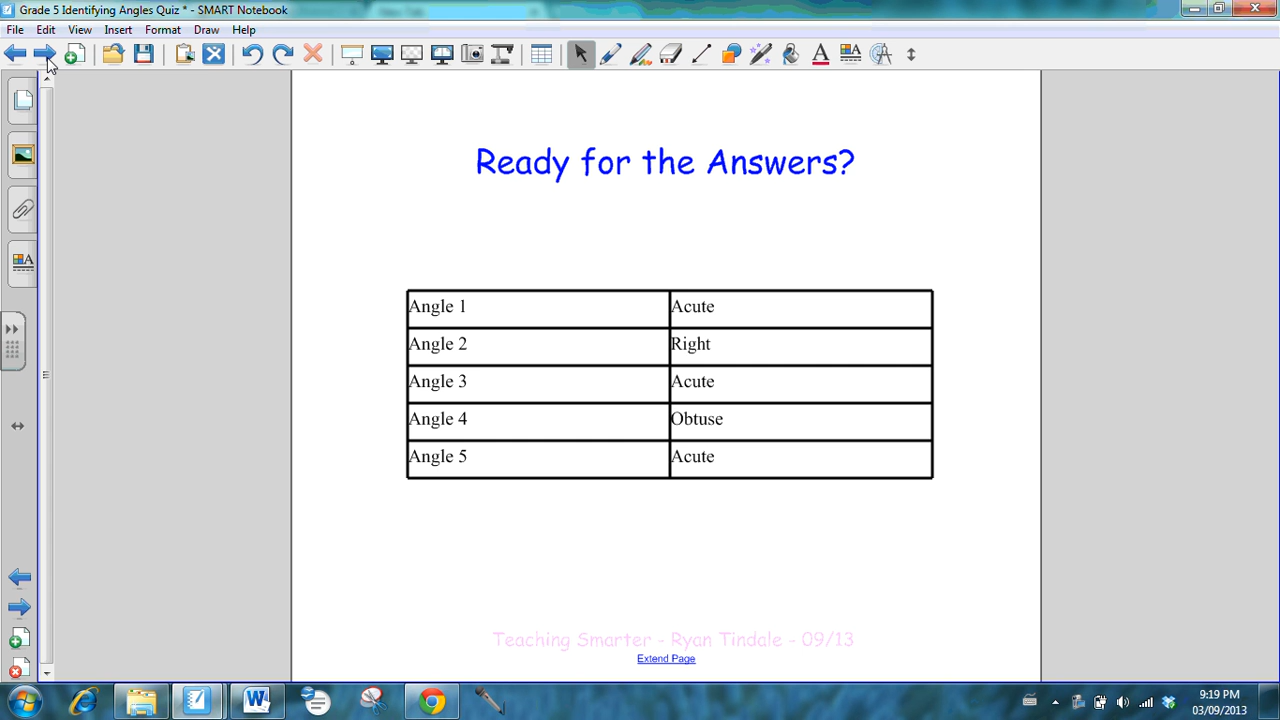 Grade 5 Identifying Angles Quiz * - SMART Notebook
File Edit View Insert Format Draw Help
Ready for the Answers?
Angle 1 Acute
Angle 2 Right
Angle 3 Acute
Angle 4 Obtuse
Angle 5 Acute
Teaching Smarter - Ryan Tindale - 09/13
Extend Page
9:19 PM
03/09/2013